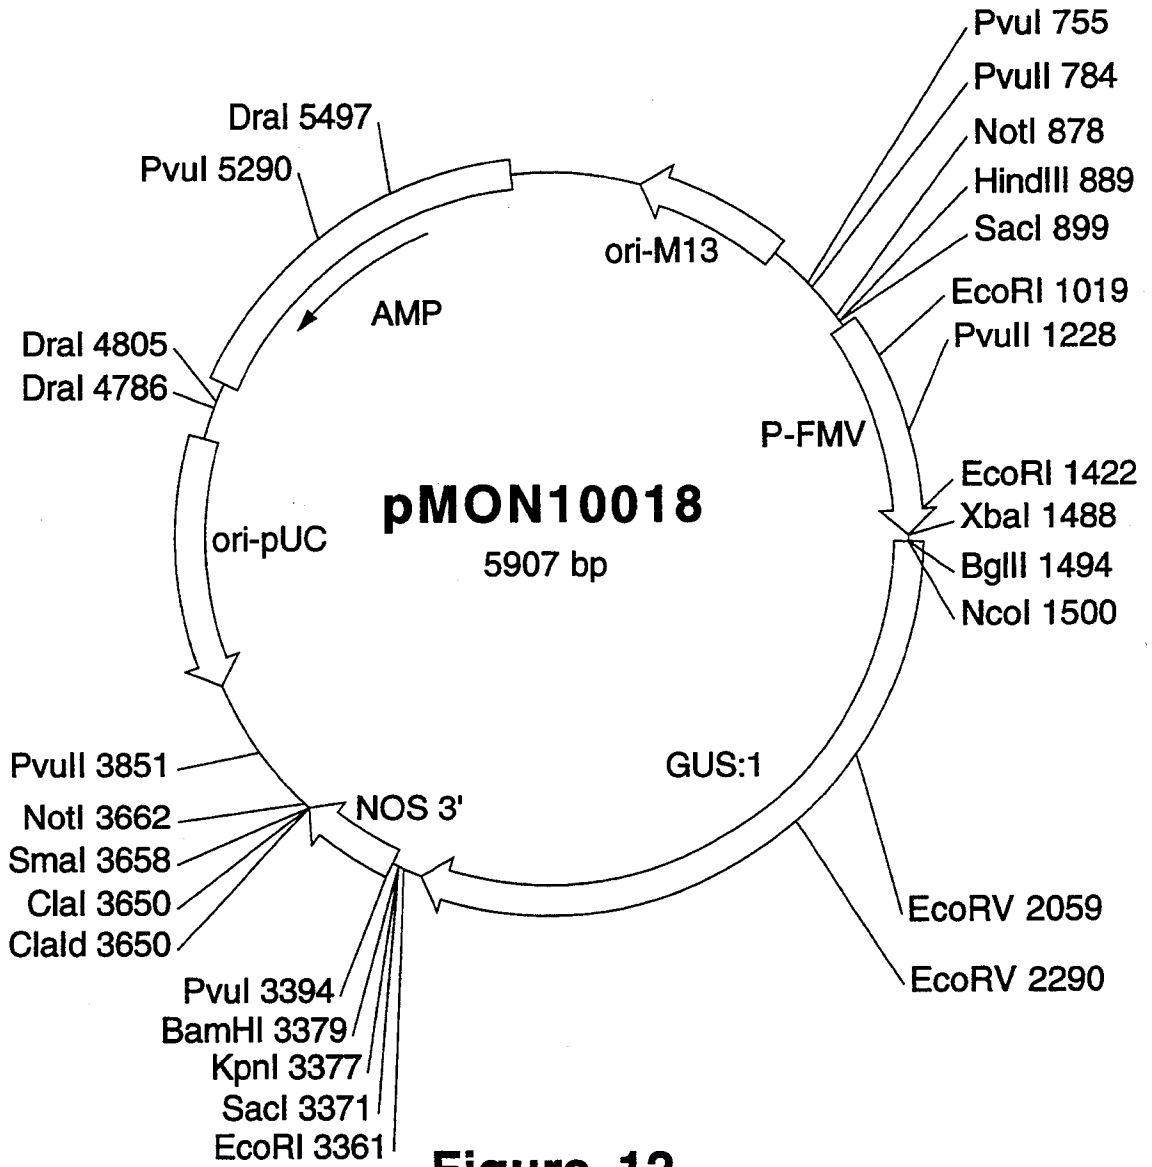 PvuI 755
PvuII 784
NotI 878
HindIII 889
SacI 899
EcoRI 1019
PvuII 1228
EcoRI 1422
XbaI 1488
BglII 1494
NcoI 1500
EcoRV 2059
EcoRV 2290
DraI 5497
PvuI 5290
DraI 4805
DraI 4786
PvuII 3851
NotI 3662
SmaI 3658
ClaI 3650
ClaId 3650
PvuI 3394
BamHI 3379
KpnI 3377
SacI 3371
EcoRI 3361
ori-M13
AMP
P-FMV
ori-pUC
pMON10018
5907 bp
GUS:1
NOS 3'
Figure 12